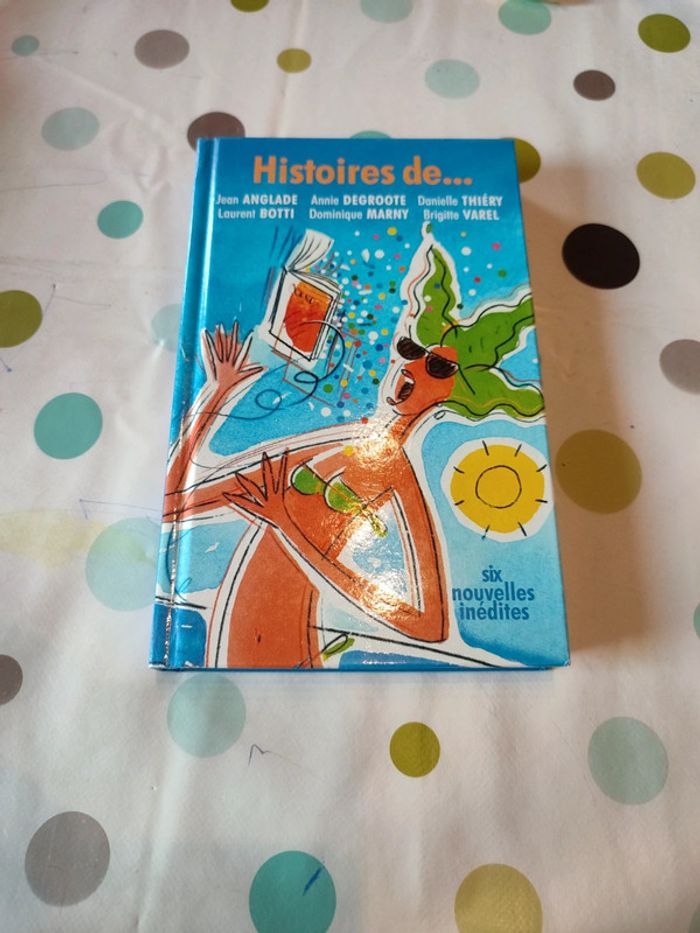 Histoires de...
Jean ANGLADE Annie DEGROOTE Danielle THIÉRY
Laurent BOTTI Dominique MARNY Brigitte VAREL
six
nouvelles
inédites